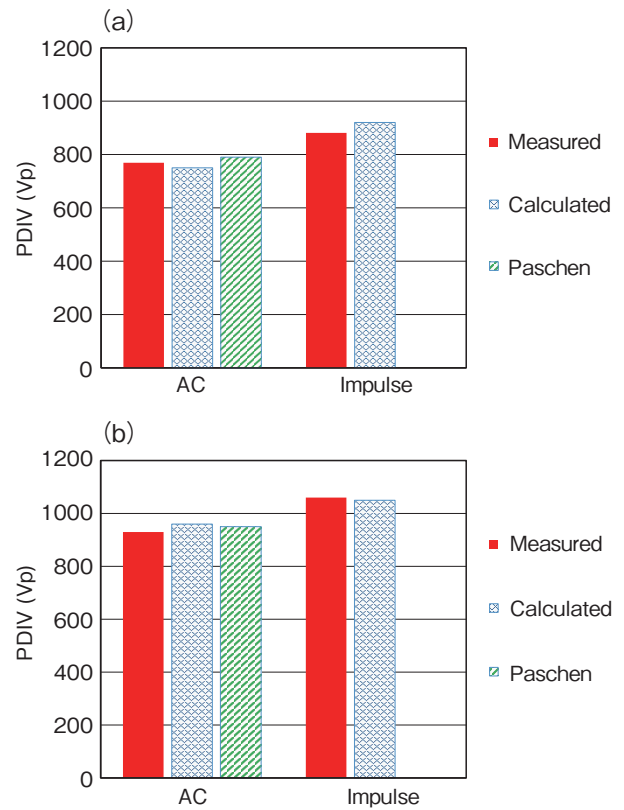 (a)
1200
1000
800
600
400
200
0
PDIV (Vp)
AC Impulse
Measured
Calculated
Paschen
(b)
1200
1000
800
600
400
200
0
PDIV (Vp)
AC Impulse
Measured
Calculated
Paschen